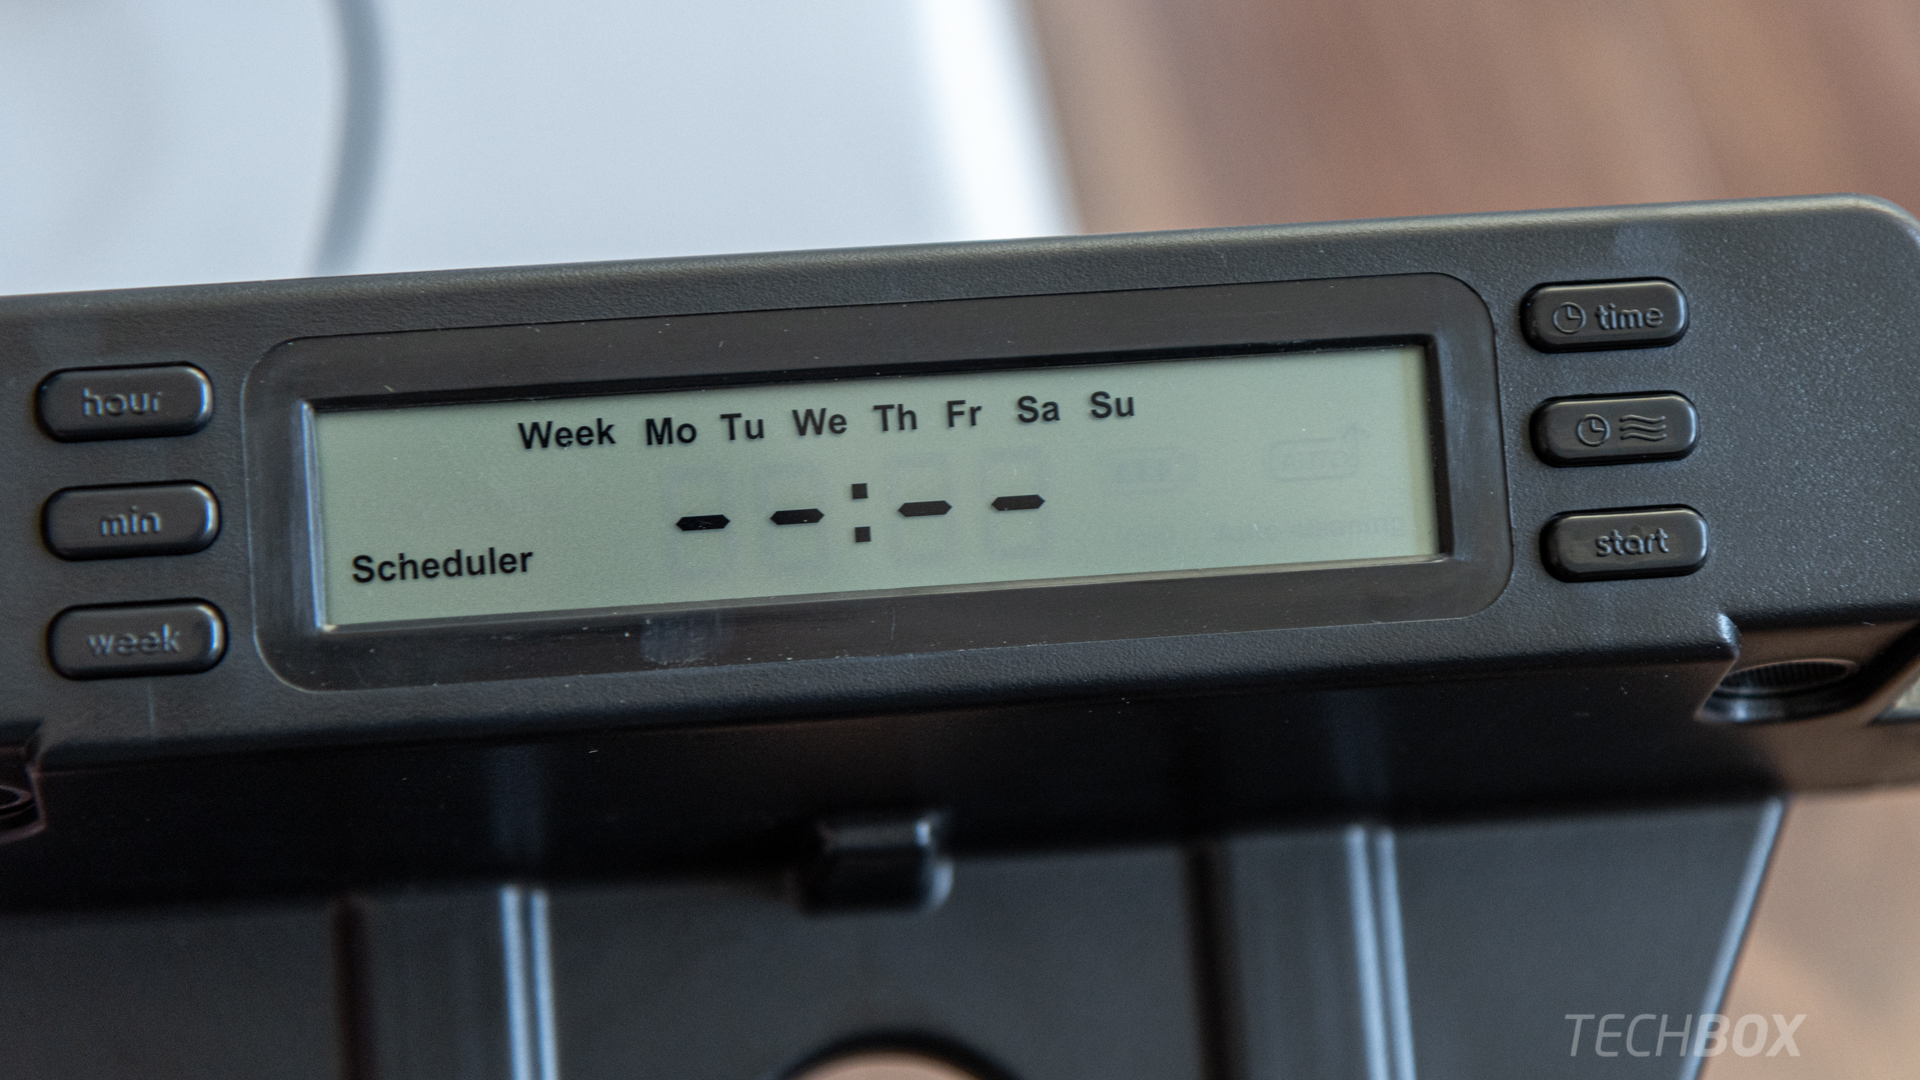 hour
min
week
Week Mo Tu We Th Fr Sa Su
--:--
Scheduler
time
start
TECHBOX